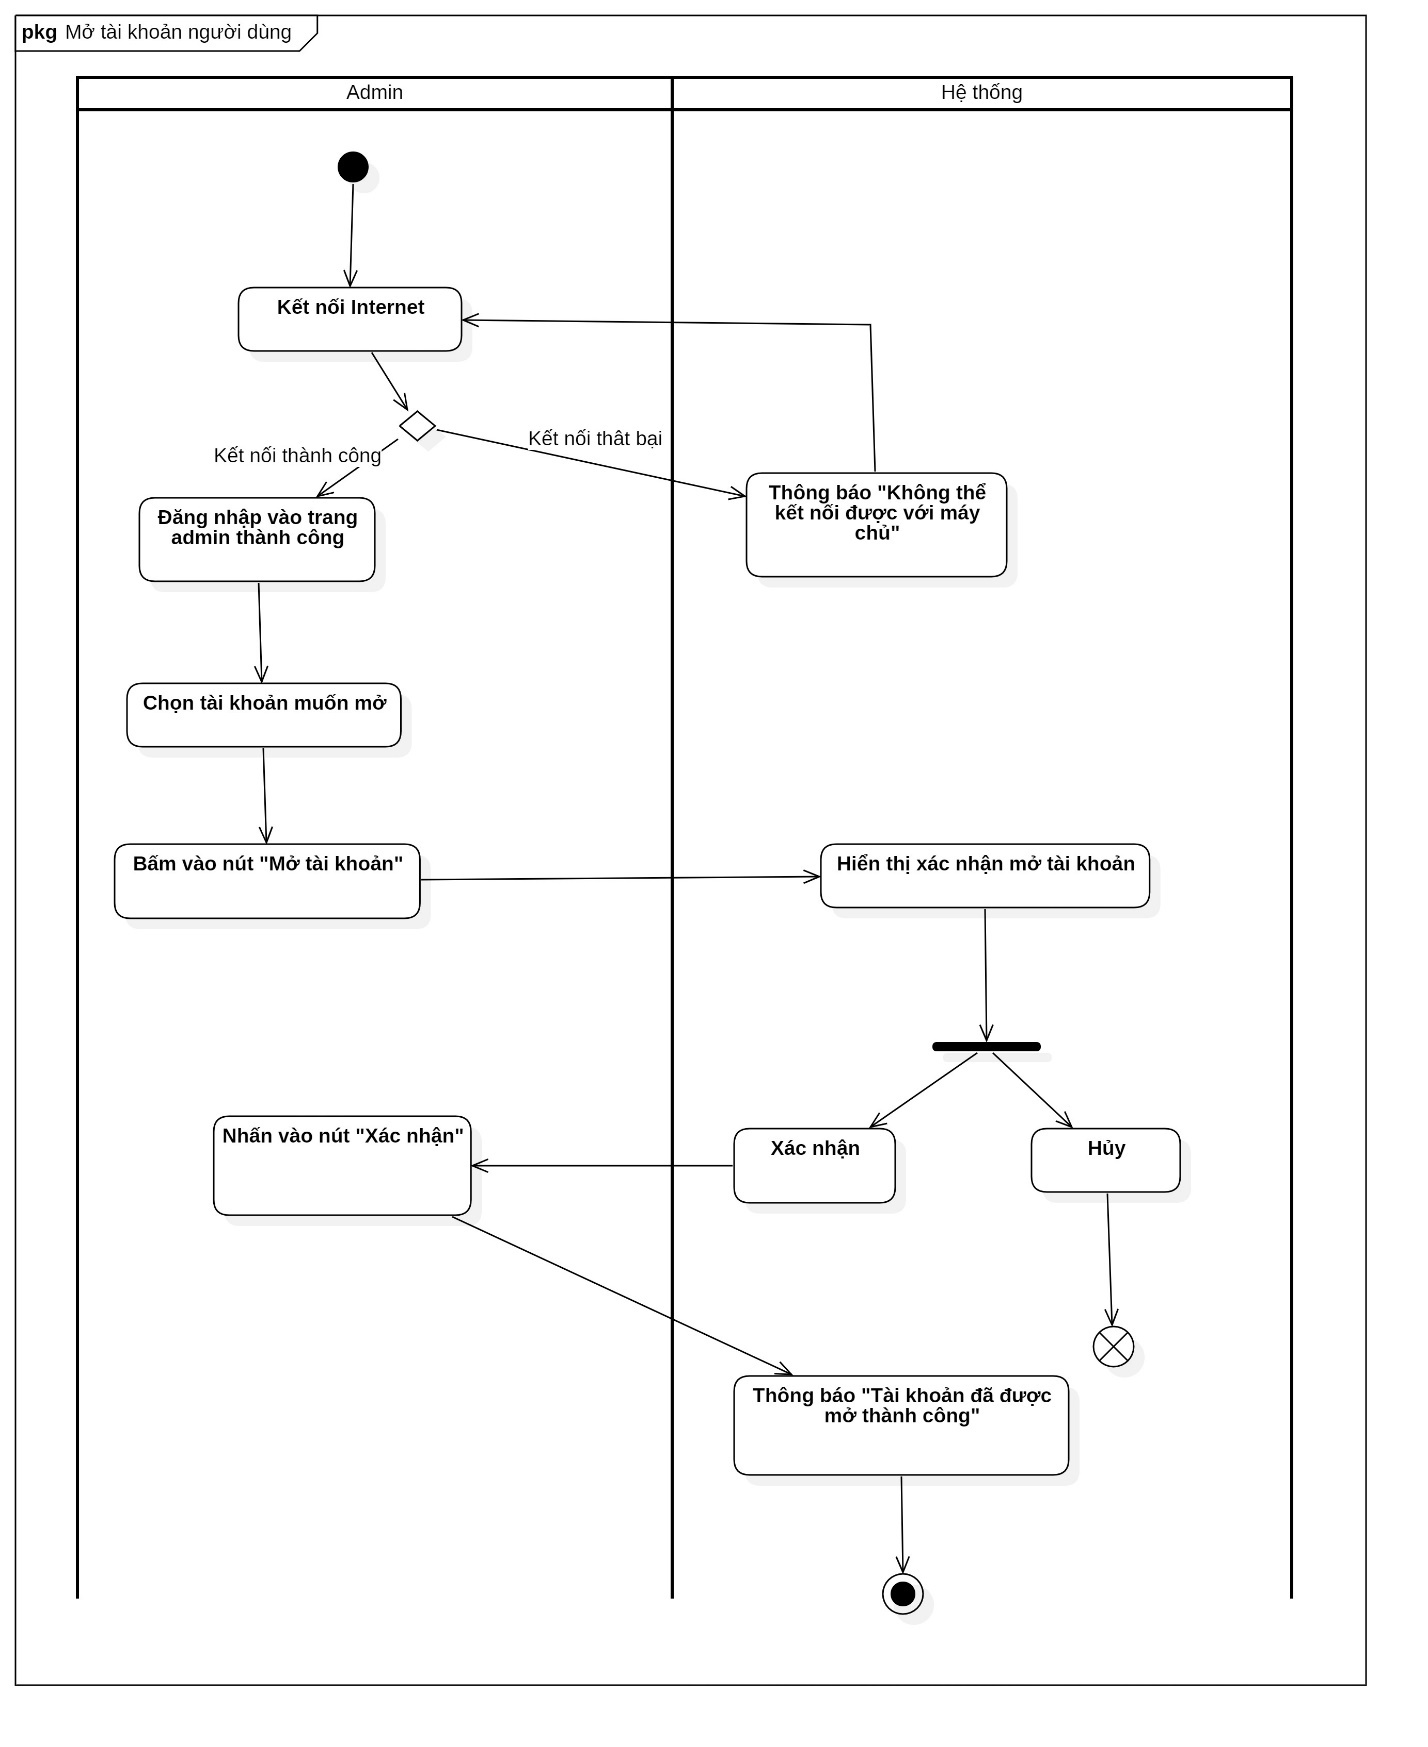 pkg Mở tài khoản người dùng
Admin
Hệ thống
Kết nối Internet
Kết nối thât bại
Kết nối thành công
Thông báo "Không thể
kết nối được với máy
chủ"
Đăng nhập vào trang
admin thành công
Chọn tài khoản muốn mở
Bấm vào nút "Mở tài khoản"
Hiển thị xác nhận mở tài khoản
Nhấn vào nút "Xác nhận"
Xác nhận
Hủy
Thông báo "Tài khoản đã được
mở thành công"